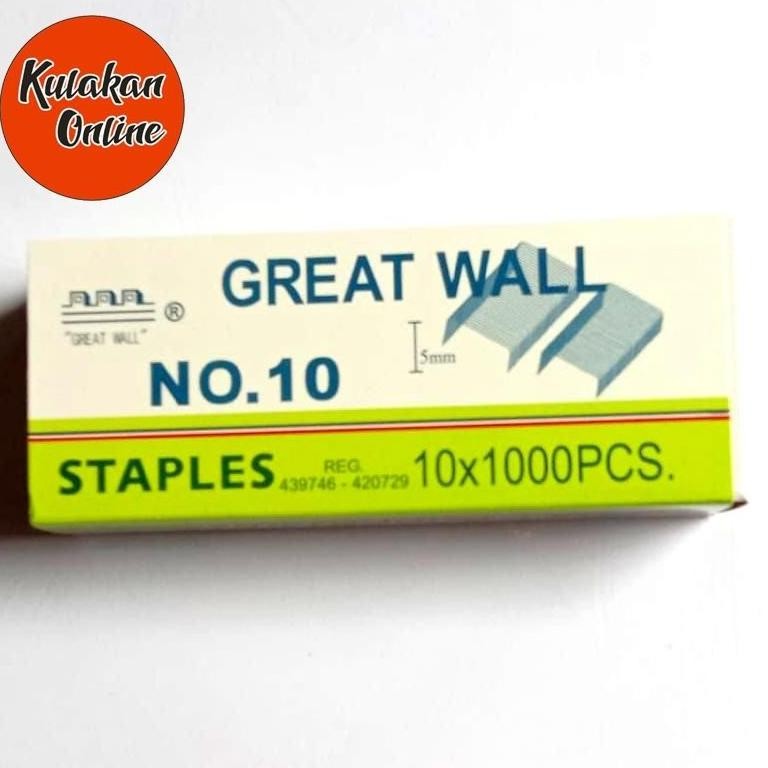 Kulakan
Online
GREAT WALL
®
"GREAT WALL"
5mm
NO.10
STAPLES
REG.
439746 - 420729
10x1000PCS.